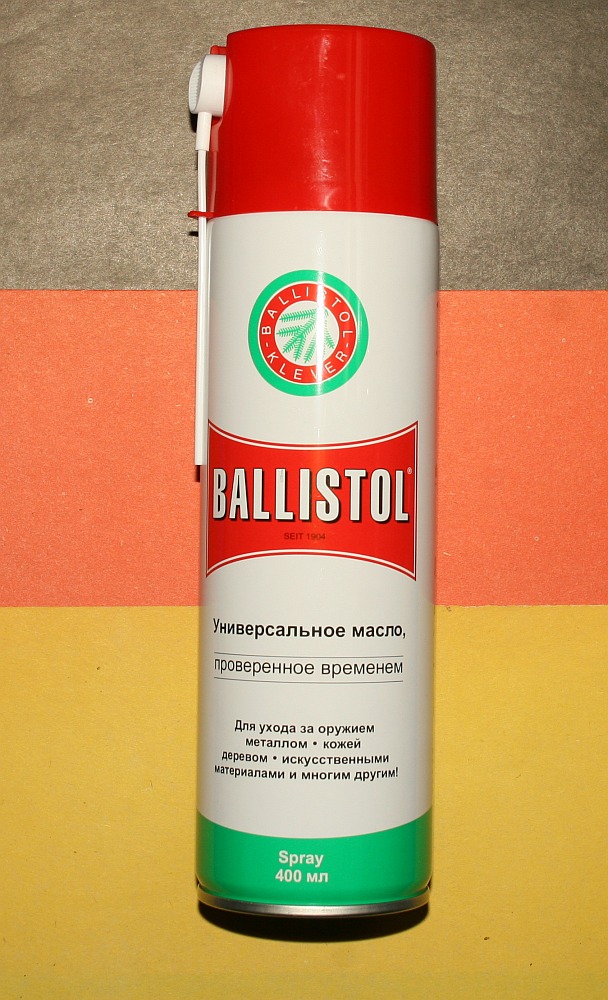 BALLISTOL
- KLEVER -
BALLISTOL®
SEIT 1904
Универсальное масло,
проверенное временем
Для ухода за оружием
металлом • кожей
деревом • искусственными
материалами и многим другим!
Spray
400 мл